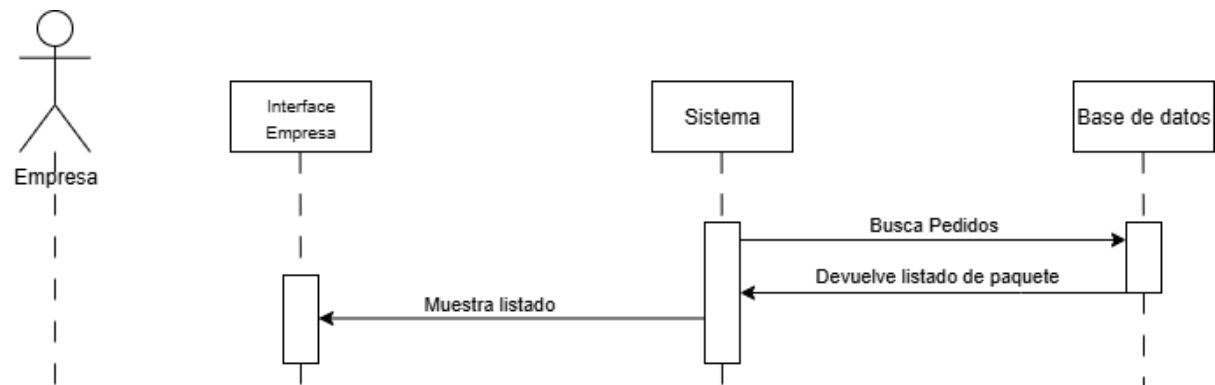 Interface
Empresa
Sistema
Base de datos
Empresa
Busca Pedidos
Devuelve listado de paquete
Muestra listado